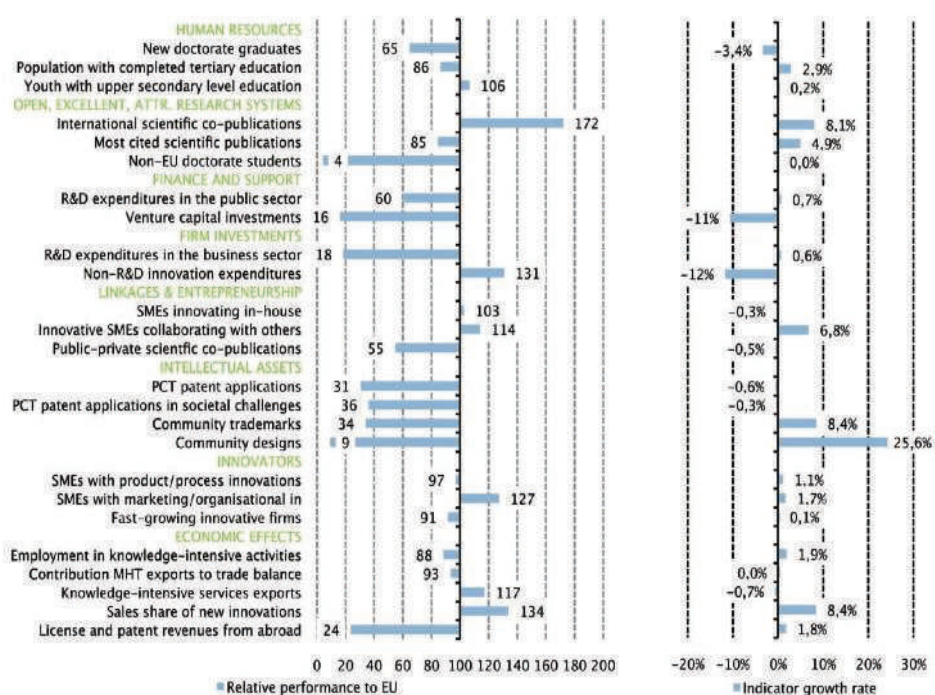 HUMAN RESOURCES
New doctorate graduates 65 −3,4%
Population with completed tertiary education 86 2,9%
Youth with upper secondary level education 106 0,2%
OPEN, EXCELLENT, ATTR. RESEARCH SYSTEMS
International scientific co-publications 172 8,1%
Most cited scientific publications 85 4,9%
Non-EU doctorate students 4 0,0%
FINANCE AND SUPPORT
R&D expenditures in the public sector 60 0,7%
Venture capital investments 16 −11%
FIRM INVESTMENTS
R&D expenditures in the business sector 18 0,6%
Non-R&D innovation expenditures 131 −12%
LINKAGES & ENTREPRENEURSHIP
SMEs innovating in-house 103 −0,3%
Innovative SMEs collaborating with others 114 6,8%
Public-private scientfic co-publications 55 −0,5%
INTELLECTUAL ASSETS
PCT patent applications 31 −0,6%
PCT patent applications in societal challenges 36 −0,3%
Community trademarks 34 8,4%
Community designs 9 25,6%
INNOVATORS
SMEs with product/process innovations 97 1,1%
SMEs with marketing/organisational in 127 1,7%
Fast-growing innovative firms 91 0,1%
ECONOMIC EFFECTS
Employment in knowledge-intensive activities 88 1,9%
Contribution MHT exports to trade balance 93 0,0%
Knowledge-intensive services exports 117 −0,7%
Sales share of new innovations 134 8,4%
License and patent revenues from abroad 24 1,8%
0 20 40 60 80 100 120 140 160 180 200 −20% −10% 0% 10% 20% 30%
Relative performance to EU Indicator growth rate